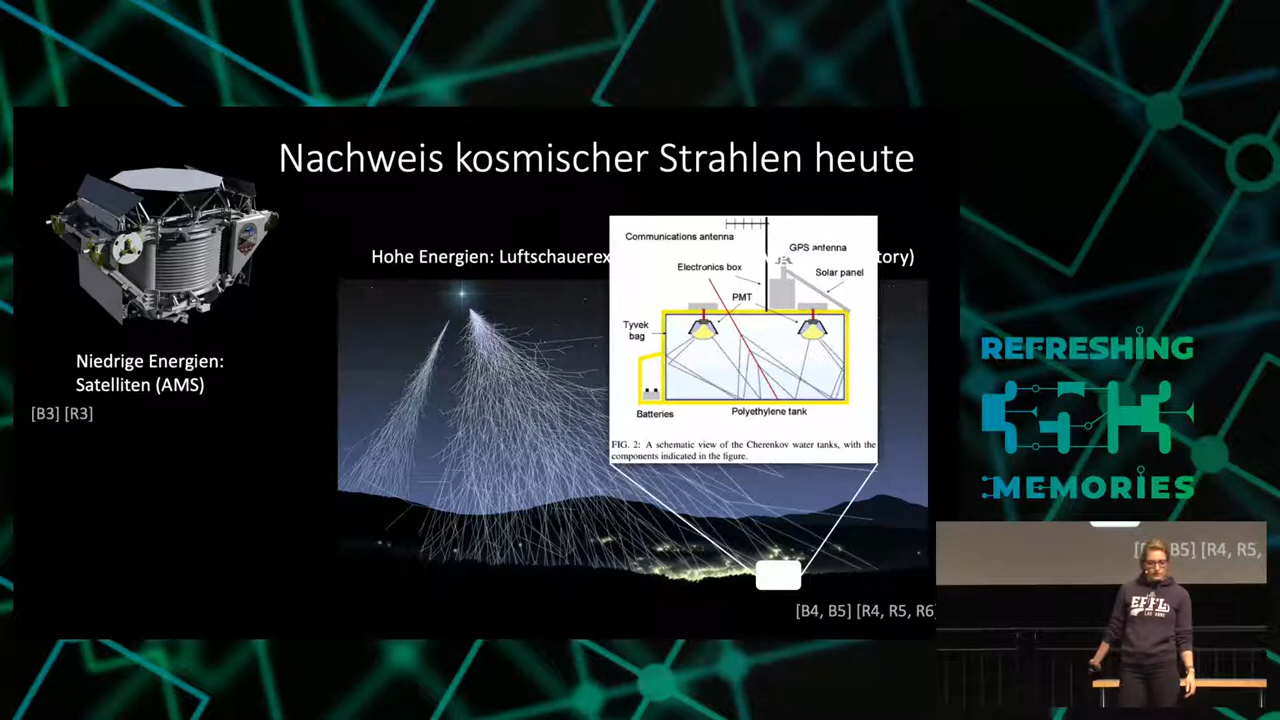 Nachweis kosmischer Strahlen heute
Niedrige Energien:
Satelliten (AMS)
[B3] [R3]
Hohe Energien: Luftschauerex
tory)
Communications antenna
GPS antenna
Electronics box
Solar panel
PMT
Tyvek
bag
Batteries
Polyethylene tank
FIG. 2: A schematic view of the Cherenkov water tanks, with the
components indicated in the figure.
[B4, B5] [R4, R5, R6
REFRESHING
MEMORIES
B5] [R4, R5,
EPFL